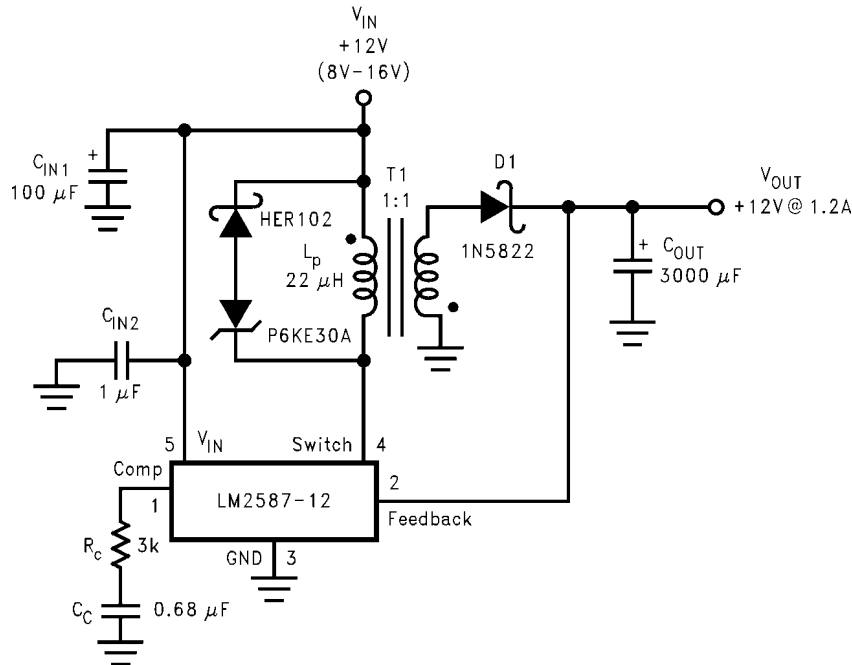 V_IN
+12V
(8V–16V)
C_IN1
+
100 µF
T1
1:1
D1
V_OUT
+12V @ 1.2A
HER102
1N5822
L_p
22 µH
+
C_OUT
3000 µF
C_IN2
1 µF
P6KE30A
5
V_IN
Switch
4
Comp
1
LM2587-12
2
Feedback
R_c
3k
GND
3
C_C
0.68 µF